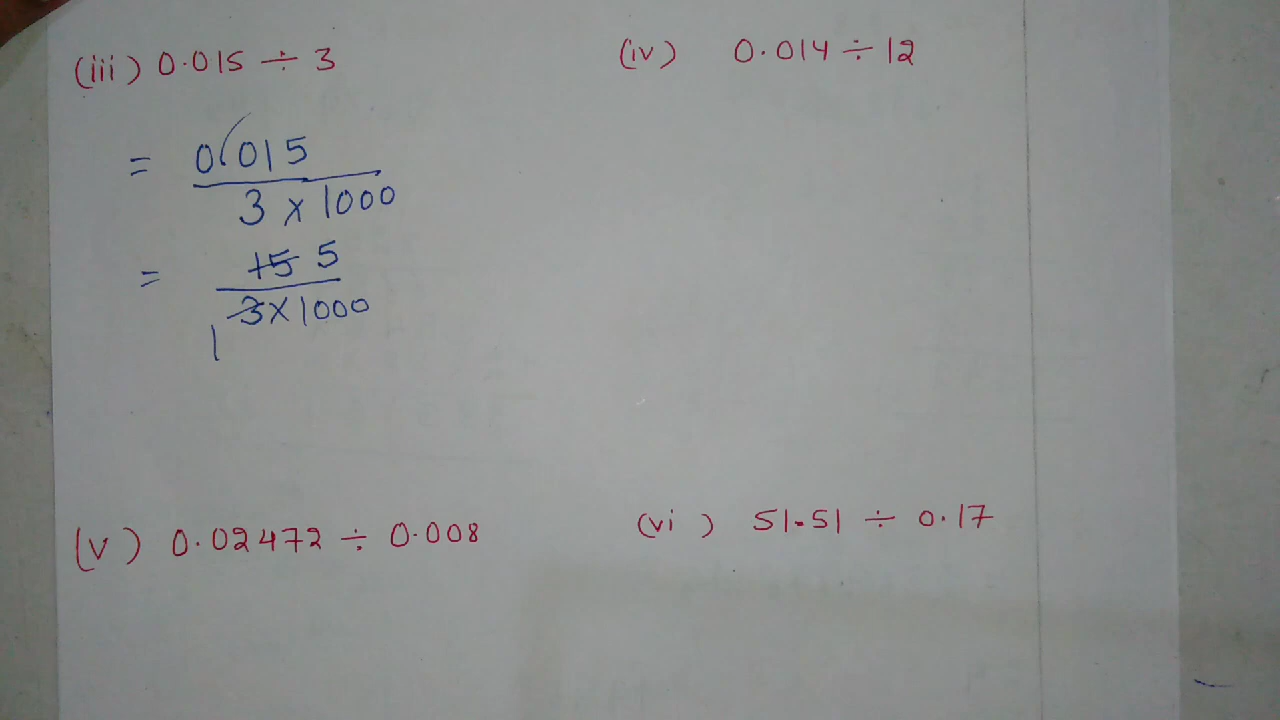 (iii) 0.015 ÷ 3
(iv) 0.014 ÷ 12
= 0.015
3 × 1000
= 15 5
3 × 1000
1
(v) 0.02472 ÷ 0.008
(vi) 51.51 ÷ 0.17